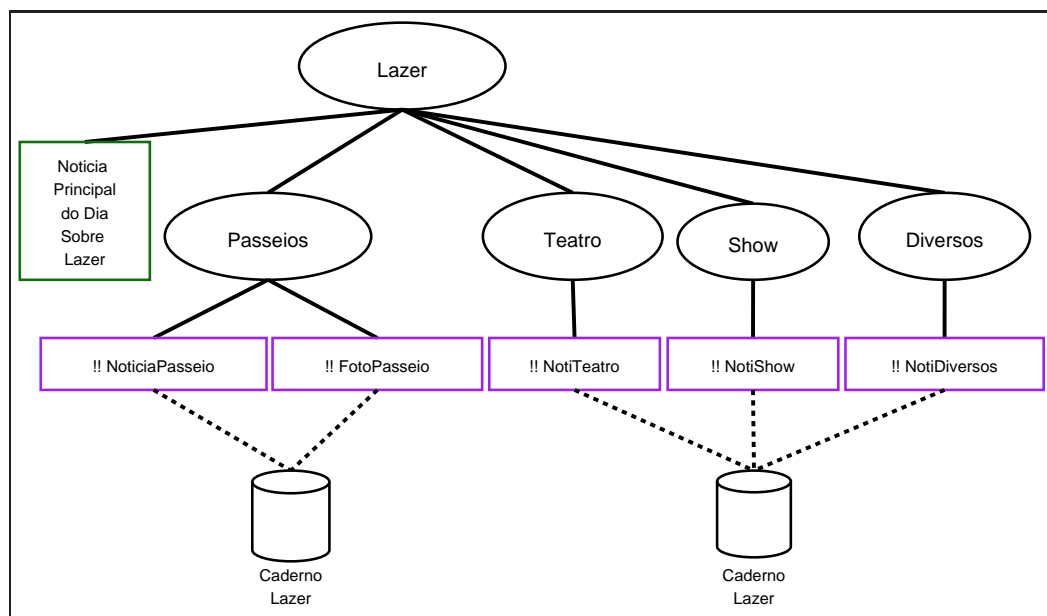 Lazer
Noticia
Principal
do Dia
Sobre
Lazer
Passeios
Teatro
Show
Diversos
!! NoticiaPasseio
!! FotoPasseio
!! NotiTeatro
!! NotiShow
!! NotiDiversos
Caderno
Lazer
Caderno
Lazer